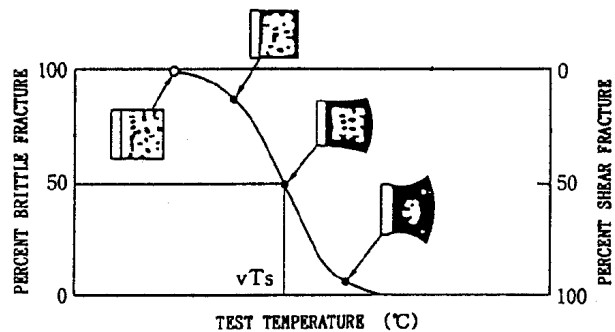 100
50
0
PERCENT BRITTLE FRACTURE
vTs
0
50
100
PERCENT SHEAR FRACTURE
TEST TEMPERATURE (℃)